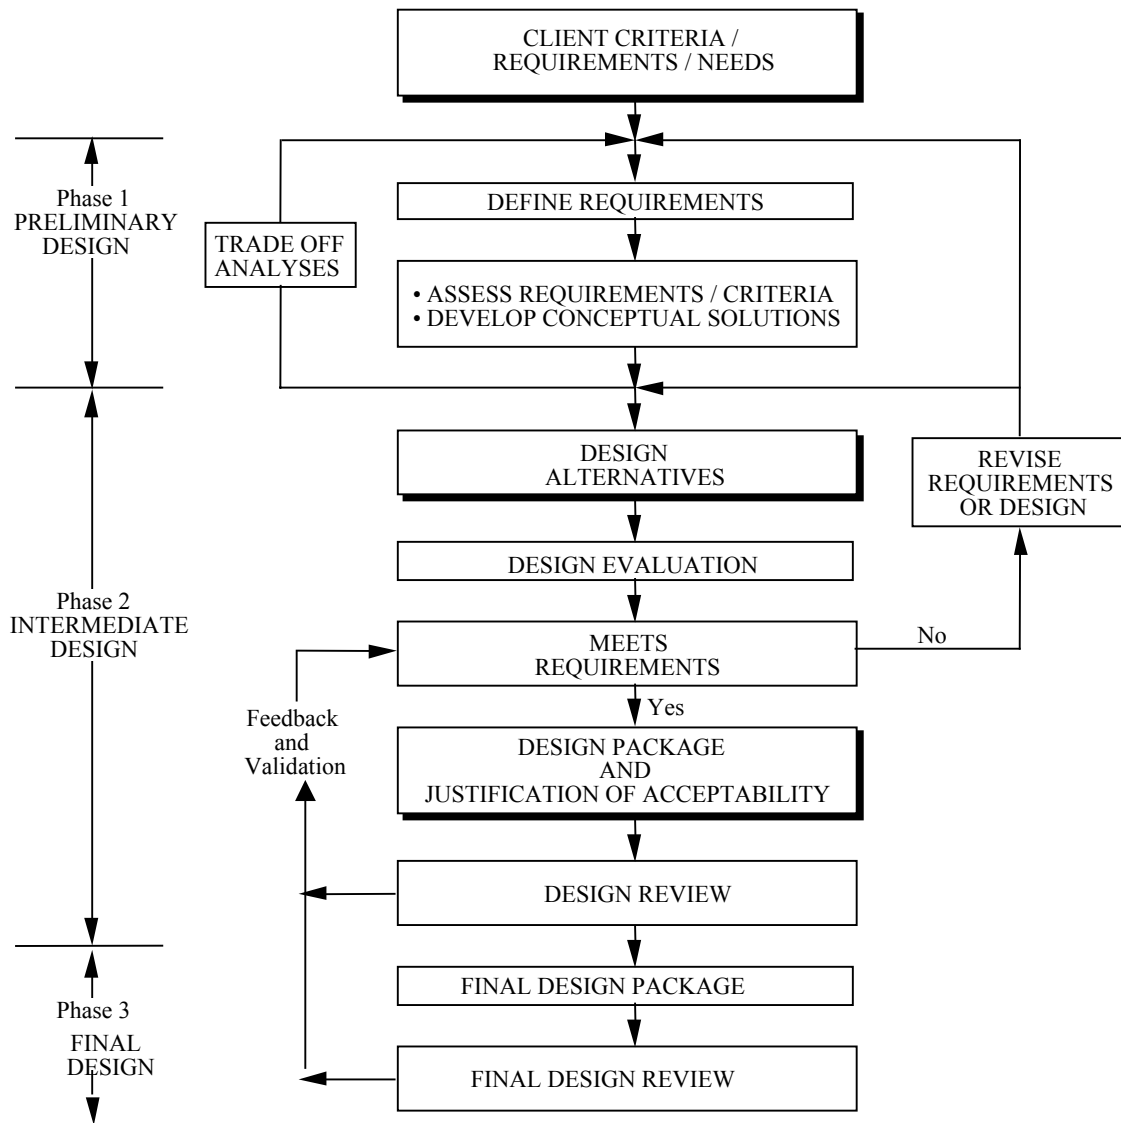 CLIENT CRITERIA /
REQUIREMENTS / NEEDS
Phase 1
PRELIMINARY
DESIGN
TRADE OFF
ANALYSES
DEFINE REQUIREMENTS
• ASSESS REQUIREMENTS / CRITERIA
• DEVELOP CONCEPTUAL SOLUTIONS
DESIGN
ALTERNATIVES
REVISE
REQUIREMENTS
OR DESIGN
DESIGN EVALUATION
Phase 2
INTERMEDIATE
DESIGN
MEETS
REQUIREMENTS
No
Yes
Feedback
and
Validation
DESIGN PACKAGE
AND
JUSTIFICATION OF ACCEPTABILITY
DESIGN REVIEW
FINAL DESIGN PACKAGE
Phase 3
FINAL
DESIGN
FINAL DESIGN REVIEW